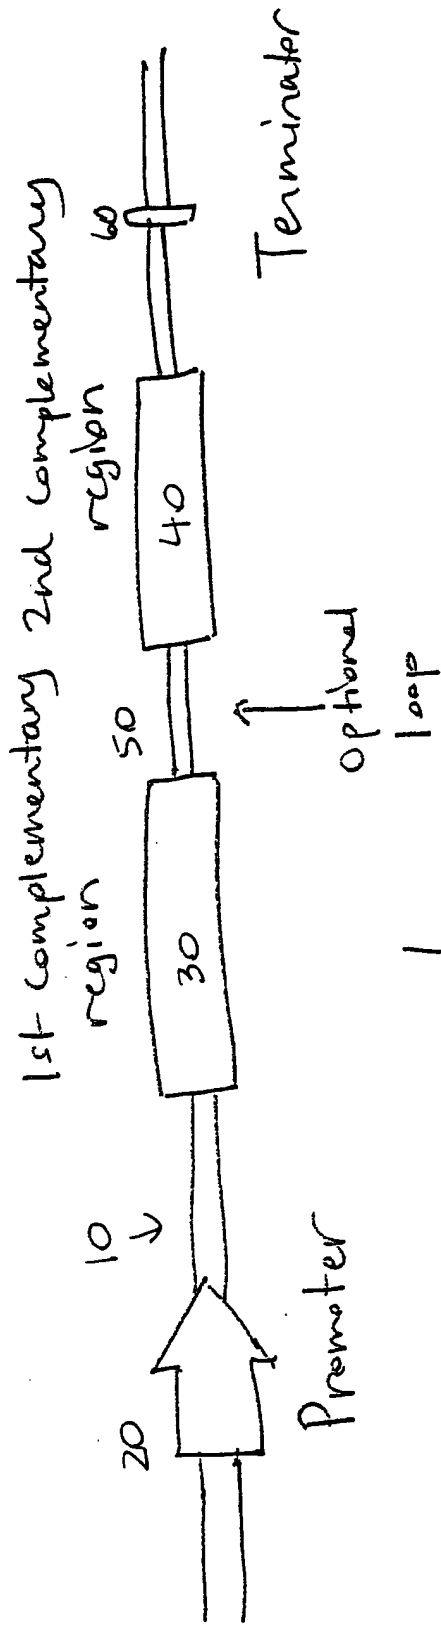 1st complementary
region
2nd complementary
region
20
10
30
50
40
60
Promoter
Optional
loop
Terminator
1